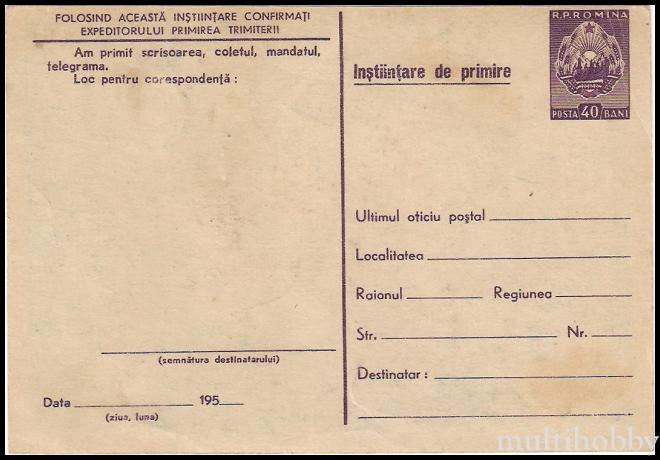 FOLOSIND ACEASTĂ INȘTIINȚARE CONFIRMAȚI
EXPEDITORULUI PRIMIREA TRIMITERII
Am primit scrisoarea, coletul, mandatul,
telegrama.
Loc pentru corespondență :
(semnătura destinatarului)
Data 195
(ziua, luna)
R.P.ROMINA
POSTA 40 BANI
Inștiințare de primire
Ultimul oficiu poștal
Localitatea
Raionul Regiunea
Str. Nr.
Destinatar :
multihobby